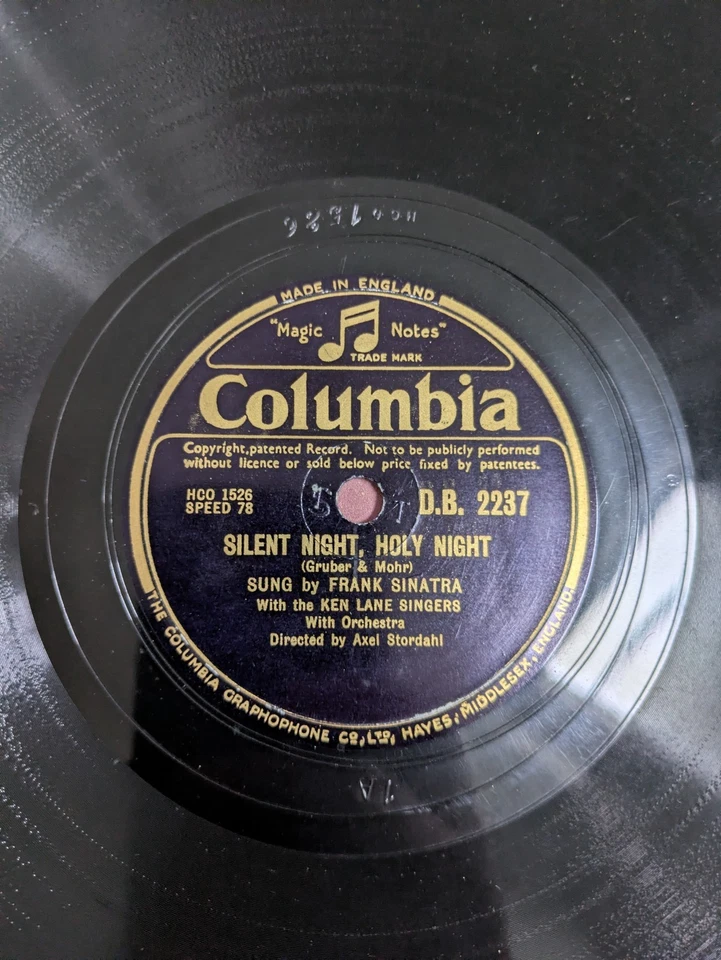 HCO 1526
MADE IN ENGLAND
"Magic Notes"
TRADE MARK
Columbia
Copyright, patented Record. Not to be publicly performed
without licence or sold below price fixed by patentees.
HCO 1526
SPEED 78
D.B. 2237
SILENT NIGHT, HOLY NIGHT
(Gruber & Mohr)
SUNG by FRANK SINATRA
With the KEN LANE SINGERS
With Orchestra
Directed by Axel Stordahl
THE COLUMBIA GRAPHOPHONE CO, LTD, HAYES, MIDDLESEX, ENGLAND.
1A